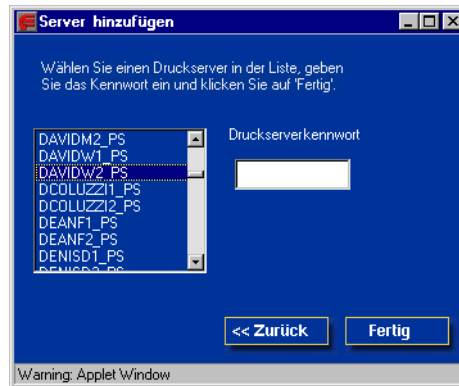 Server hinzufügen
Wählen Sie einen Druckserver in der Liste, geben
Sie das Kennwort ein und klicken Sie auf 'Fertig'.
DAVIDM2_PS
DAVIDW1_PS
DAVIDW2_PS
DCOLUZZI1_PS
DCOLUZZI2_PS
DEANF1_PS
DEANF2_PS
DENISD1_PS
Druckserverkennwort
<< Zurück
Fertig
Warning: Applet Window